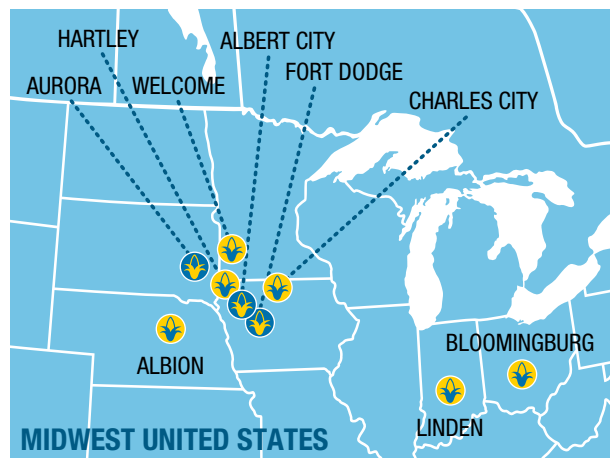 HARTLEY
ALBERT CITY
AURORA
WELCOME
FORT DODGE
CHARLES CITY
ALBION
BLOOMINGBURG
LINDEN
MIDWEST UNITED STATES